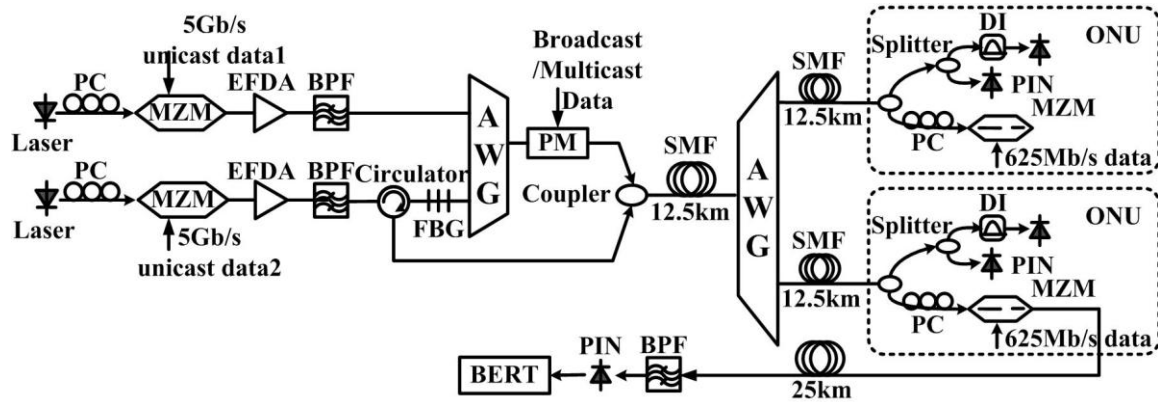 5Gb/s
unicast data1
PC
MZM
EFDA
BPF
Laser
PC
MZM
EFDA
BPF
Circulator
FBG
Laser
5Gb/s
unicast data2
A
W
G
Broadcast
/Multicast
Data
PM
Coupler
SMF
12.5km
A
W
G
SMF
12.5km
Splitter
DI
ONU
PIN
MZM
PC
625Mb/s data
SMF
12.5km
Splitter
DI
ONU
PIN
MZM
PC
625Mb/s data
BERT
PIN
BPF
25km